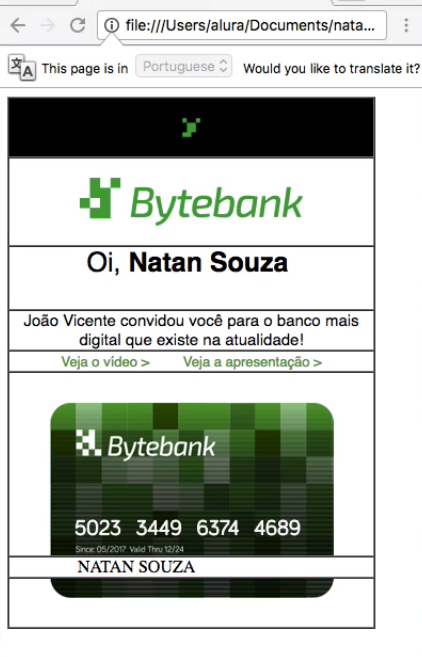 file:///Users/alura/Documents/nata...
This page is in Portuguese Would you like to translate it?
Bytebank
Oi, Natan Souza
João Vicente convidou você para o banco mais
digital que existe na atualidade!
Veja o vídeo > Veja a apresentação >
Bytebank
5023 3449 6374 4689
Since: 05/2017 Valid Thru 12/24
NATAN SOUZA